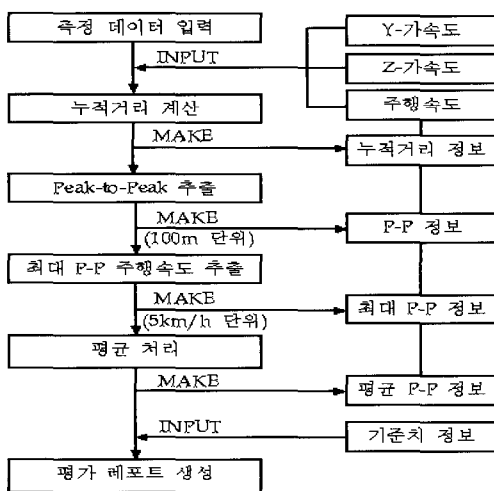 측정 데이터 입력
Y-가속도
INPUT
Z-가속도
주행속도
누적거리 계산
MAKE
누적거리 정보
Peak-to-Peak 추출
MAKE
(100m 단위)
P-P 정보
최대 P-P 주행속도 추출
MAKE
(5km/h 단위)
최대 P-P 정보
평균 처리
MAKE
평균 P-P 정보
INPUT
기준치 정보
평가 레포트 생성